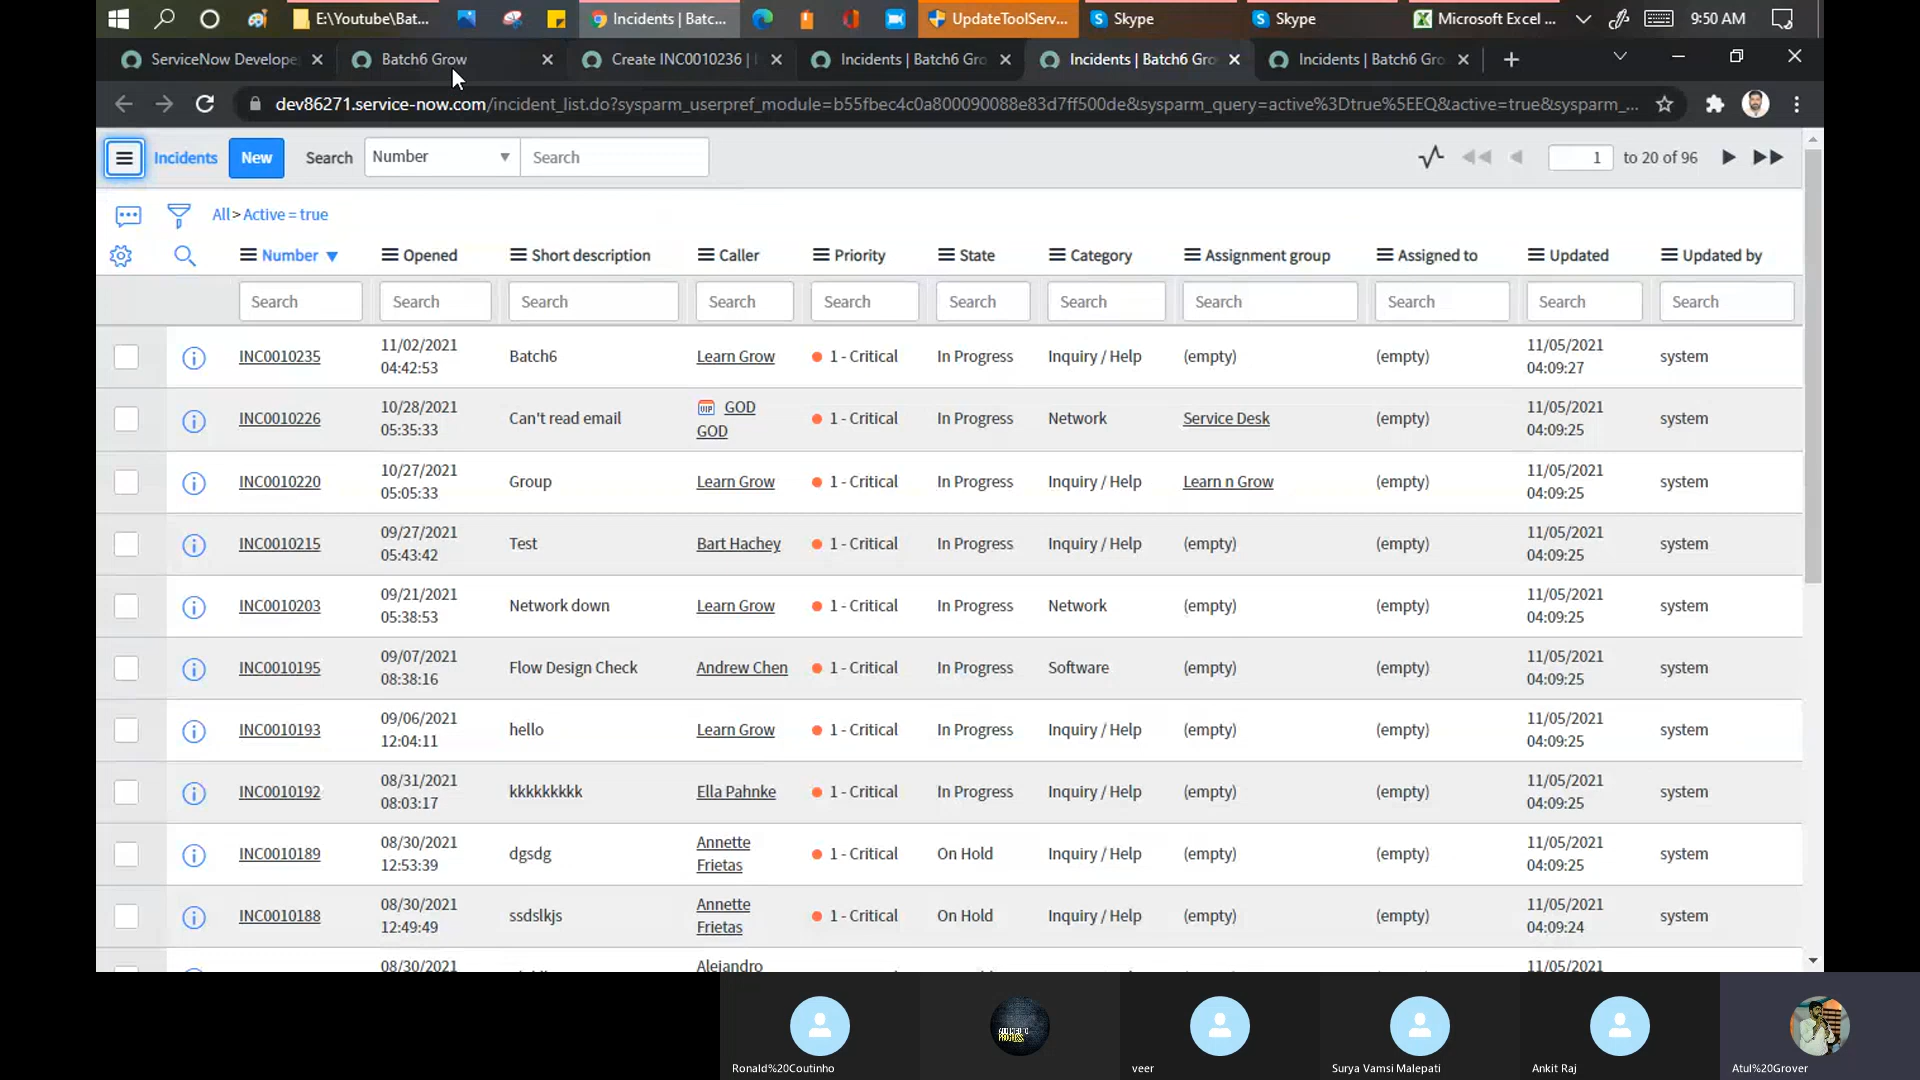 E:\Youtube\Bat...
Incidents | Batc...
UpdateToolServ...
Skype
Skype
Microsoft Excel ...
9:50 AM
ServiceNow Develope
Batch6 Grow
Create INC0010236 |
Incidents | Batch6 Gro
Incidents | Batch6 Gro
Incidents | Batch6 Gro
dev86271.service-now.com/incident_list.do?sysparm_userpref_module=b55fbec4c0a800090088e83d7ff500de&sysparm_query=active%3Dtrue%5EEQ&active=true&sysparm_...
Incidents New Search Number Search 1 to 20 of 96
All > Active = true
Number Opened Short description Caller Priority State Category Assignment group Assigned to Updated Updated by
Search Search Search Search Search Search Search Search Search Search Search
INC0010235 11/02/2021 04:42:53 Batch6 Learn Grow 1 - Critical In Progress Inquiry / Help (empty) (empty) 11/05/2021 04:09:27 system
INC0010226 10/28/2021 05:35:33 Can't read email VIP GOD GOD 1 - Critical In Progress Network Service Desk (empty) 11/05/2021 04:09:25 system
INC0010220 10/27/2021 05:05:33 Group Learn Grow 1 - Critical In Progress Inquiry / Help Learn n Grow (empty) 11/05/2021 04:09:25 system
INC0010215 09/27/2021 05:43:42 Test Bart Hachey 1 - Critical In Progress Inquiry / Help (empty) (empty) 11/05/2021 04:09:25 system
INC0010203 09/21/2021 05:38:53 Network down Learn Grow 1 - Critical In Progress Network (empty) (empty) 11/05/2021 04:09:25 system
INC0010195 09/07/2021 08:38:16 Flow Design Check Andrew Chen 1 - Critical In Progress Software (empty) (empty) 11/05/2021 04:09:25 system
INC0010193 09/06/2021 12:04:11 hello Learn Grow 1 - Critical In Progress Inquiry / Help (empty) (empty) 11/05/2021 04:09:25 system
INC0010192 08/31/2021 08:03:17 kkkkkkkkk Ella Pahnke 1 - Critical In Progress Inquiry / Help (empty) (empty) 11/05/2021 04:09:25 system
INC0010189 08/30/2021 12:53:39 dgsdg Annette Frietas 1 - Critical On Hold Inquiry / Help (empty) (empty) 11/05/2021 04:09:25 system
INC0010188 08/30/2021 12:49:49 ssdslkjs Annette Frietas 1 - Critical On Hold Inquiry / Help (empty) (empty) 11/05/2021 04:09:24 system
08/30/2021 Alejandro 11/05/2021
Ronald%20Coutinho
veer
Surya Vamsi Malepati
Ankit Raj
Atul%20Grover